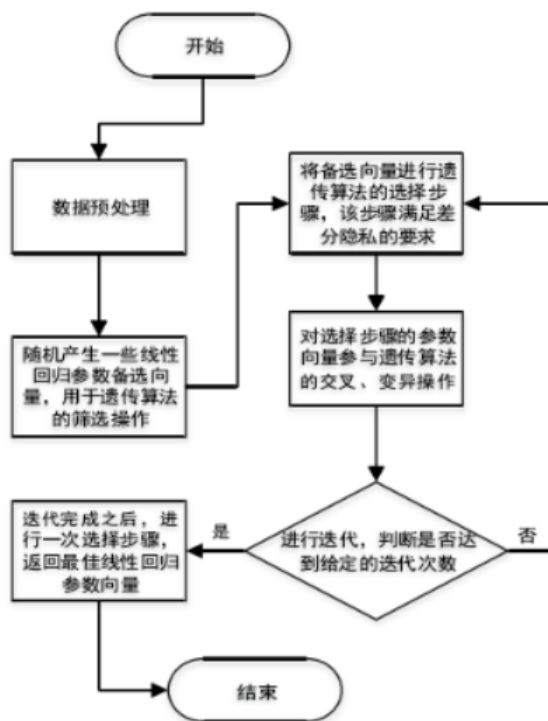 开始
数据预处理
随机产生一些线性
回归参数备选向
量，用于遗传算法
的筛选操作
将备选向量进行遗
传算法的选择步
骤，该步骤满足差
分隐私的要求
对选择步骤的参数
向量参与遗传算法
的交叉、变异操作
进行迭代，判断是否达
到给定的迭代次数
否
是
迭代完成之后，进
行一次选择步骤，
返回最佳线性回归
参数向量
结束